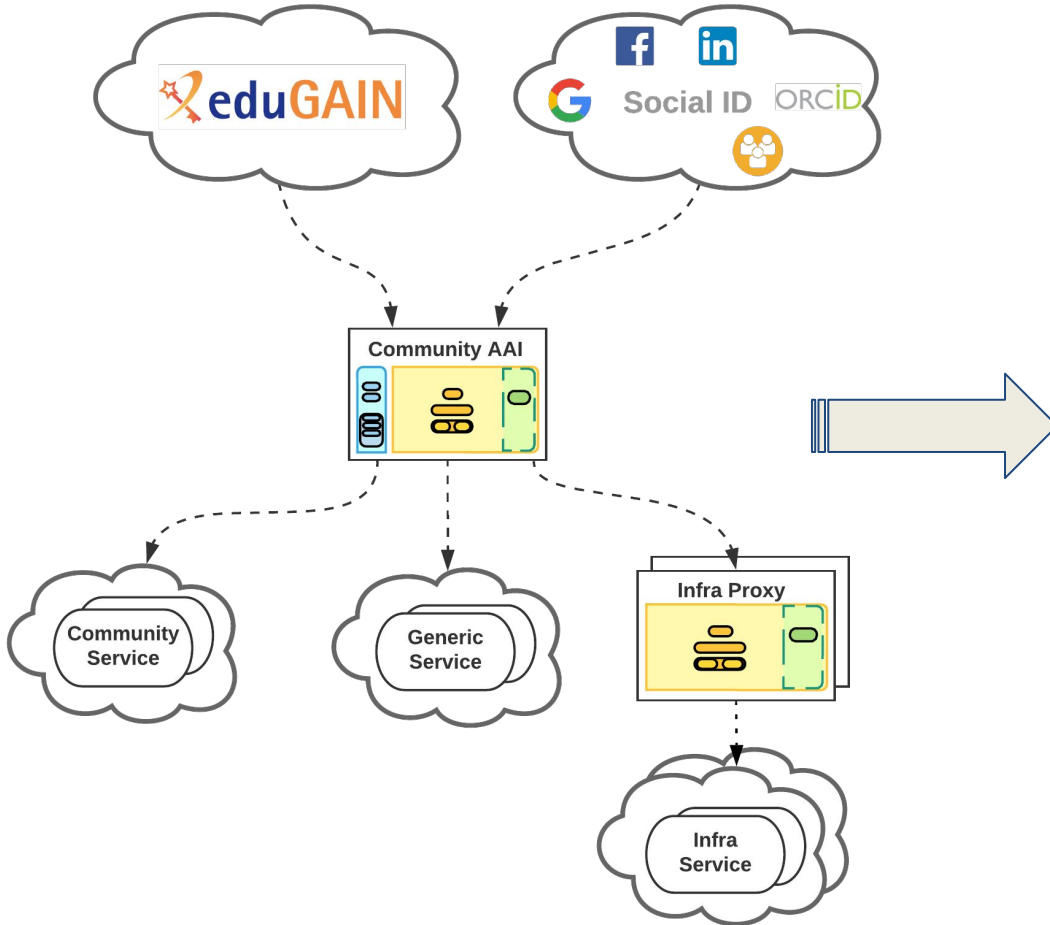 eduGAIN
f
in
G
Social ID
ORCiD
Community AAI
Community
Service
Generic
Service
Infra Proxy
Infra
Service